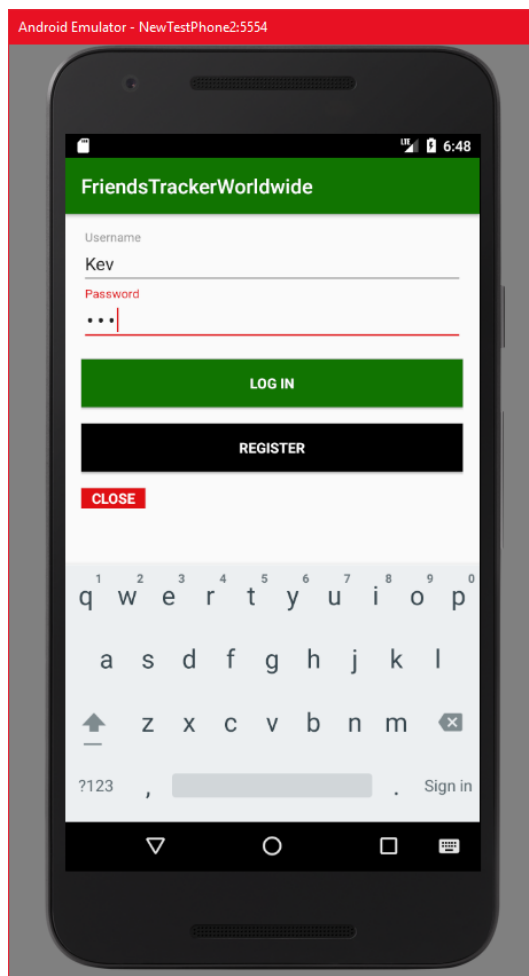 Android Emulator - NewTestPhone2:5554
LTE 6:48
FriendsTrackerWorldwide
Username
Kev
Password
•••
LOG IN
REGISTER
CLOSE
1 2 3 4 5 6 7 8 9 0
q w e r t y u i o p
a s d f g h j k l
z x c v b n m
?123 , . Sign in